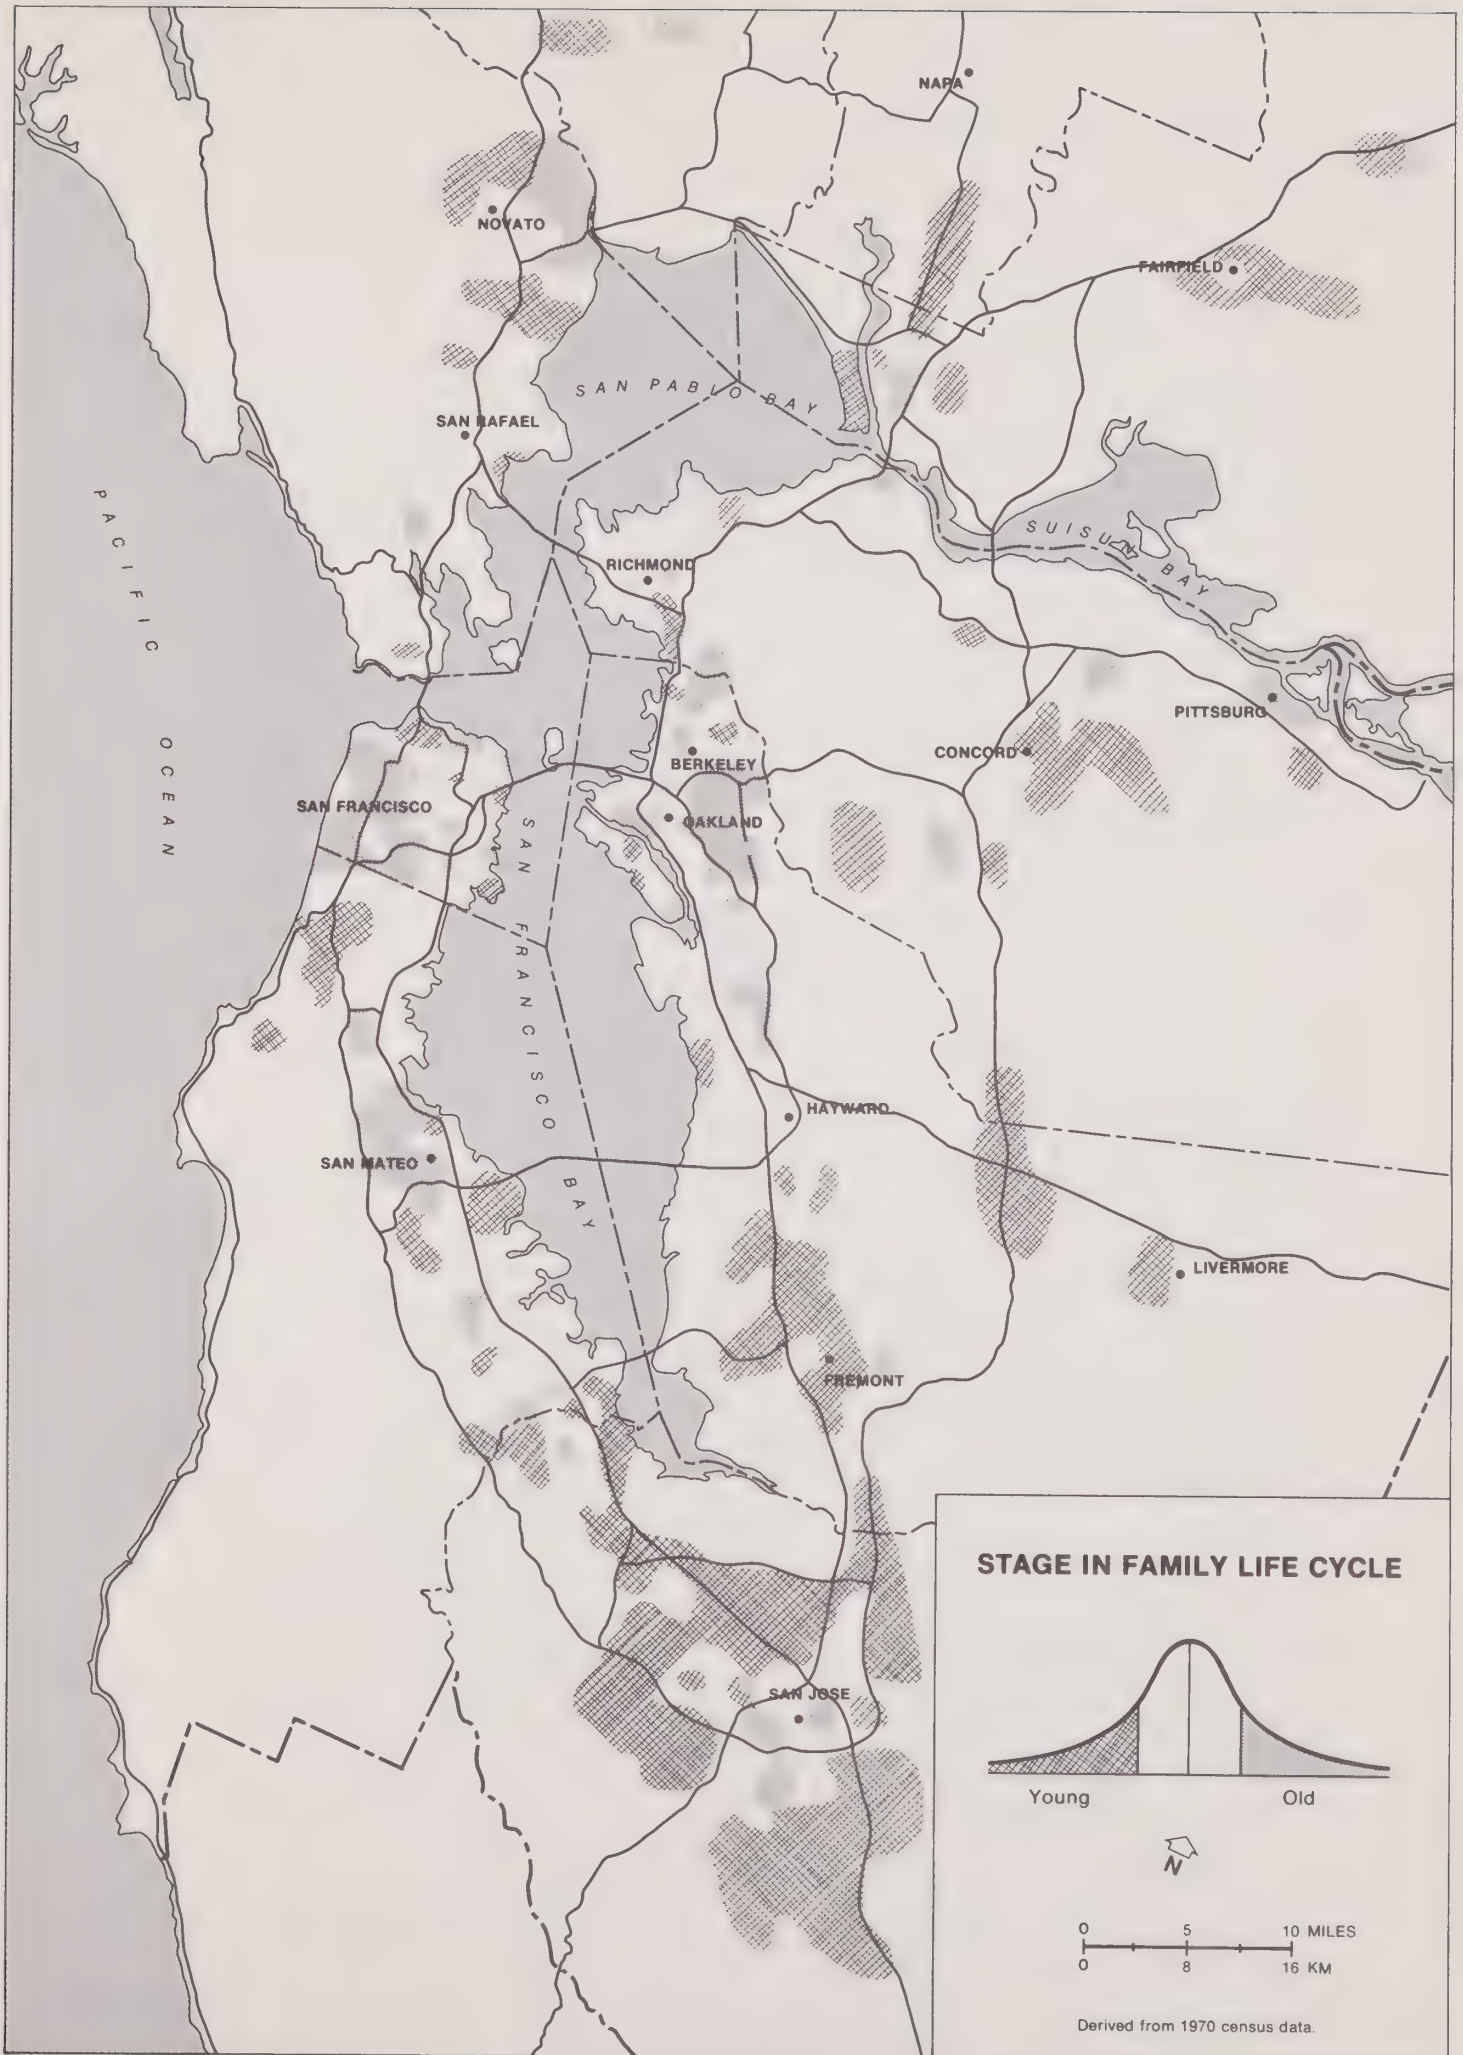 NAPA
NOVATO
FAIRFIELD
SAN PABLO BAY
SAN RAFAEL
PACIFIC OCEAN
SUISUN BAY
RICHMOND
PITTSBURG
CONCORD
BERKELEY
SAN FRANCISCO
OAKLAND
SAN FRANCISCO BAY
HAYWARD
SAN MATEO
LIVERMORE
FREMONT
SAN JOSE
STAGE IN FAMILY LIFE CYCLE
Young Old
N
0 5 10 MILES
0 8 16 KM
Derived from 1970 census data.